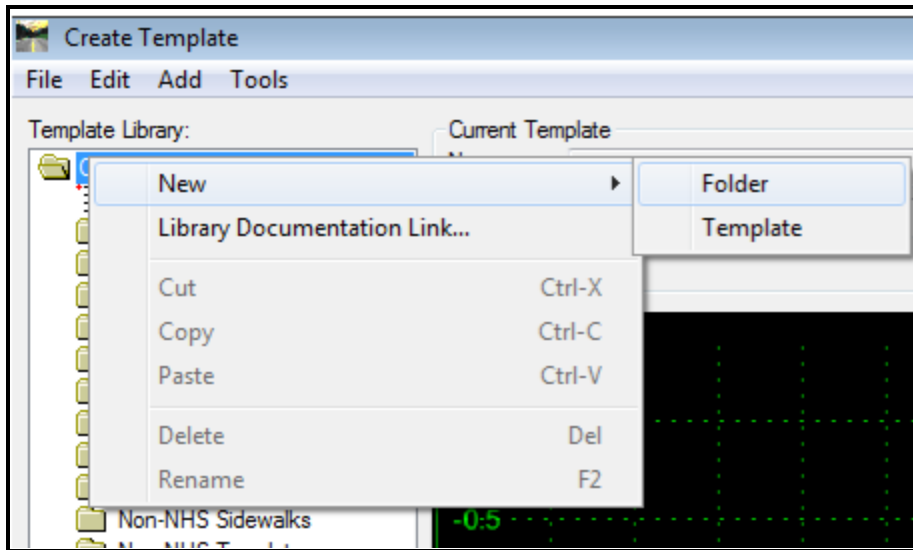 Create Template
File Edit Add Tools
Template Library:
Current Template
New
Folder
Library Documentation Link...
Template
Cut Ctrl-X
Copy Ctrl-C
Paste Ctrl-V
Delete Del
Rename F2
Non-NHS Sidewalks
-0:5